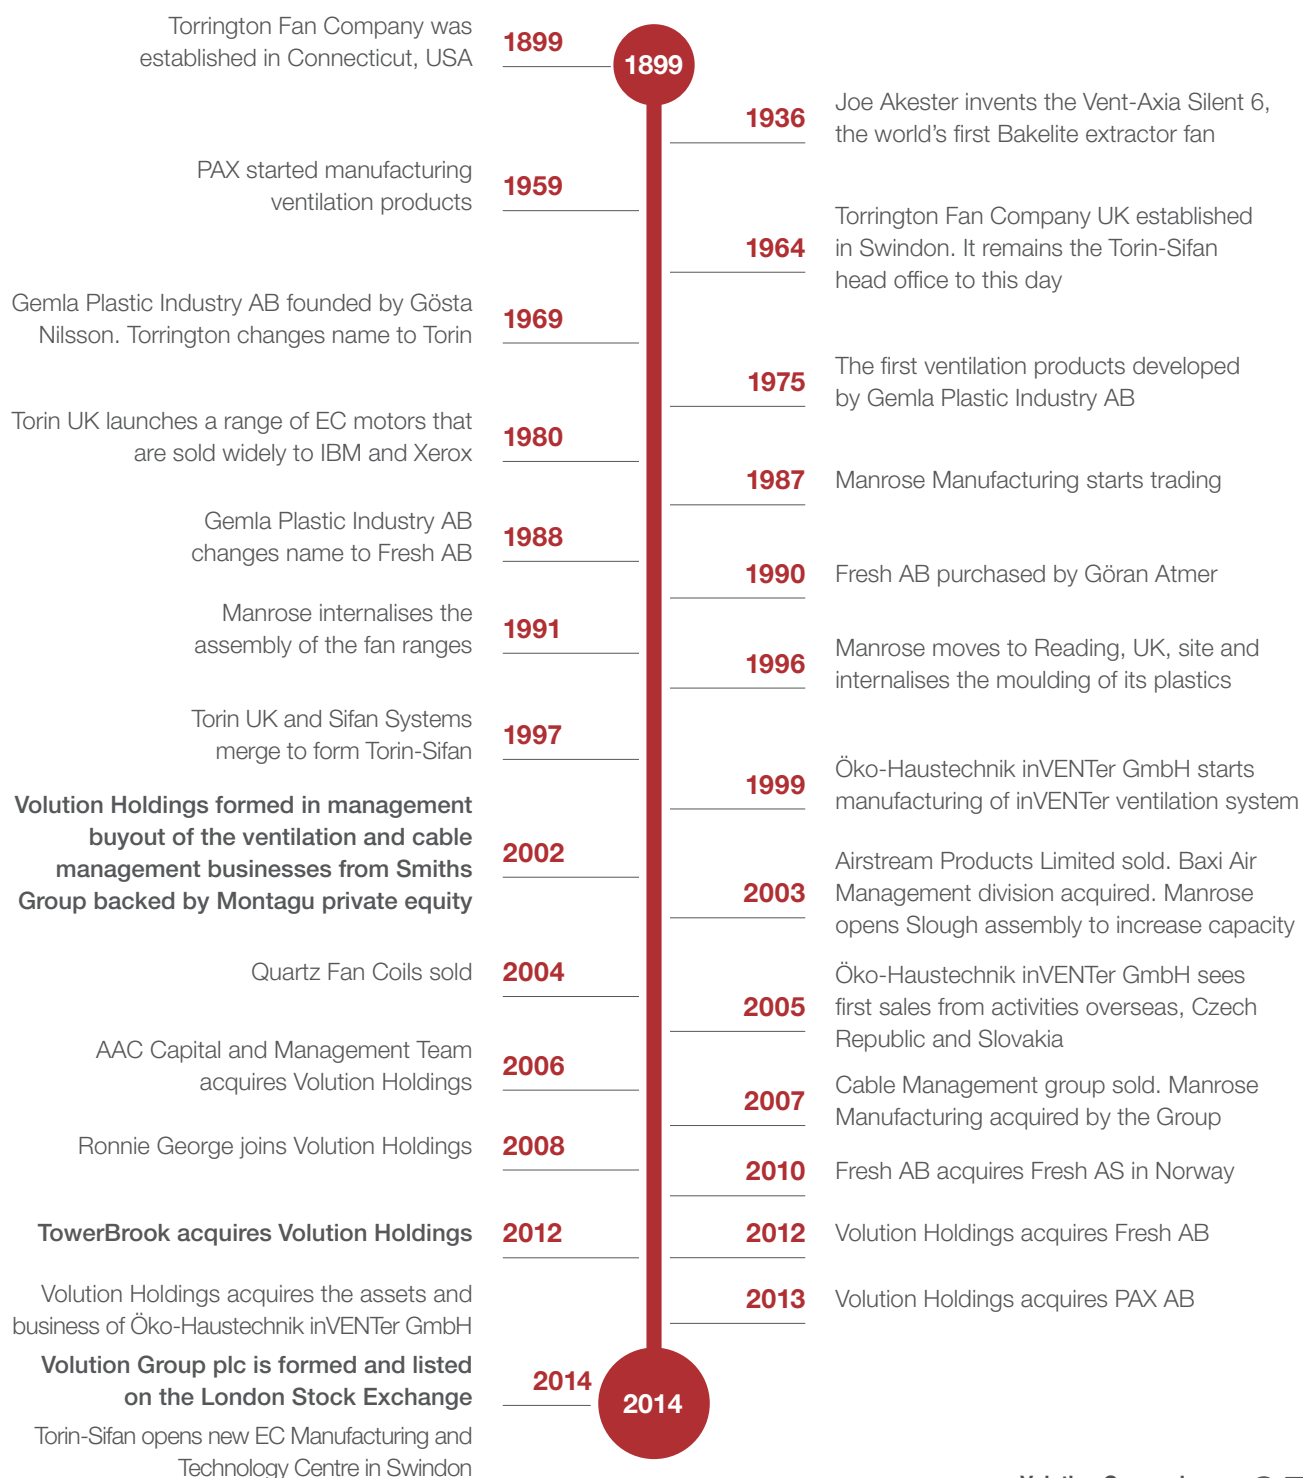 Torrington Fan Company was
established in Connecticut, USA
1899
1899
1936
Joe Akester invents the Vent-Axia Silent 6,
the world’s first Bakelite extractor fan
PAX started manufacturing
ventilation products
1959
1964
Torrington Fan Company UK established
in Swindon. It remains the Torin-Sifan
head office to this day
Gemla Plastic Industry AB founded by Gösta
Nilsson. Torrington changes name to Torin
1969
1975
The first ventilation products developed
by Gemla Plastic Industry AB
Torin UK launches a range of EC motors that
are sold widely to IBM and Xerox
1980
1987
Manrose Manufacturing starts trading
Gemla Plastic Industry AB
changes name to Fresh AB
1988
1990
Fresh AB purchased by Göran Atmer
Manrose internalises the
assembly of the fan ranges
1991
1996
Manrose moves to Reading, UK, site and
internalises the moulding of its plastics
Torin UK and Sifan Systems
merge to form Torin-Sifan
1997
1999
Öko-Haustechnik inVENTer GmbH starts
manufacturing of inVENTer ventilation system
Volution Holdings formed in management
buyout of the ventilation and cable
management businesses from Smiths
Group backed by Montagu private equity
2002
2003
Airstream Products Limited sold. Baxi Air
Management division acquired. Manrose
opens Slough assembly to increase capacity
Quartz Fan Coils sold
2004
2005
Öko-Haustechnik inVENTer GmbH sees
first sales from activities overseas, Czech
Republic and Slovakia
AAC Capital and Management Team
acquires Volution Holdings
2006
2007
Cable Management group sold. Manrose
Manufacturing acquired by the Group
Ronnie George joins Volution Holdings
2008
2010
Fresh AB acquires Fresh AS in Norway
TowerBrook acquires Volution Holdings
2012
2012
Volution Holdings acquires Fresh AB
2013
Volution Holdings acquires PAX AB
Volution Holdings acquires the assets and
business of Öko-Haustechnik inVENTer GmbH
Volution Group plc is formed and listed
on the London Stock Exchange
2014
2014
Torin-Sifan opens new EC Manufacturing and
Technology Centre in Swindon